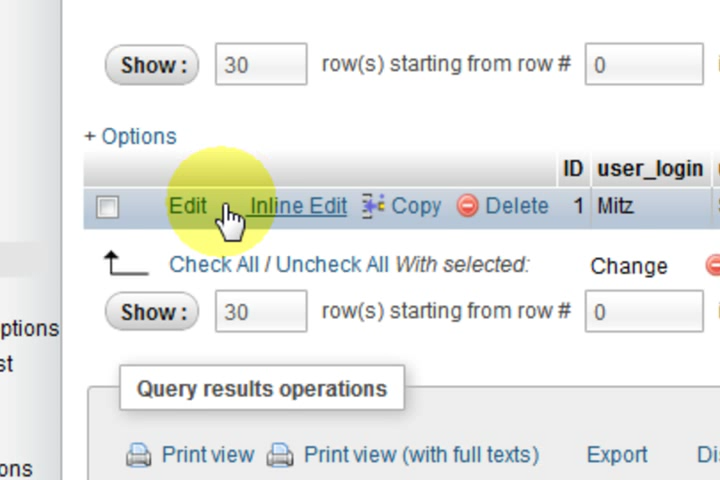 Show : 30 row(s) starting from row # 0
+ Options
ID user_login
Edit Inline Edit Copy Delete 1 Mitz
Check All / Uncheck All With selected: Change
ptions
Show : 30 row(s) starting from row # 0
st
Query results operations
Print view Print view (with full texts) Export Di
ons